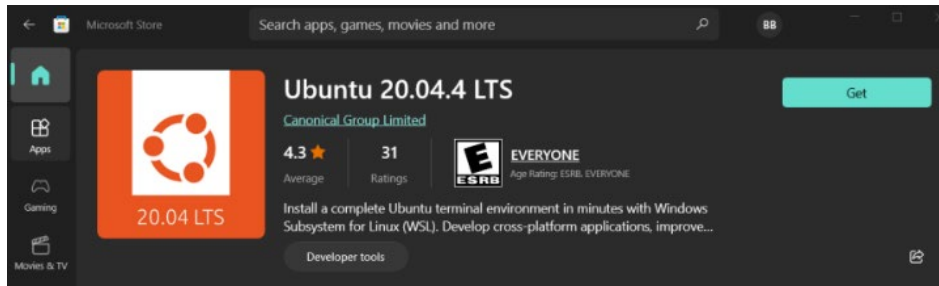 Microsoft Store
Search apps, games, movies and more
BB
Apps
Gaming
Movies & TV
20.04 LTS
Ubuntu 20.04.4 LTS
Canonical Group Limited
4.3
Average
31
Ratings
E
ESRB
EVERYONE
Age Rating: ESRB. EVERYONE
Install a complete Ubuntu terminal environment in minutes with Windows
Subsystem for Linux (WSL). Develop cross-platform applications, improve...
Developer tools
Get